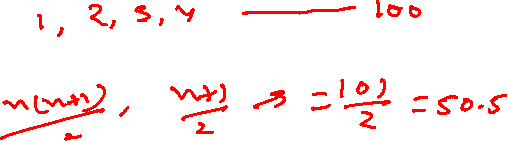 1, 2, 3, 4 —— 100
n(n+1)/2, n+1/2 → = 101/2 = 50.5